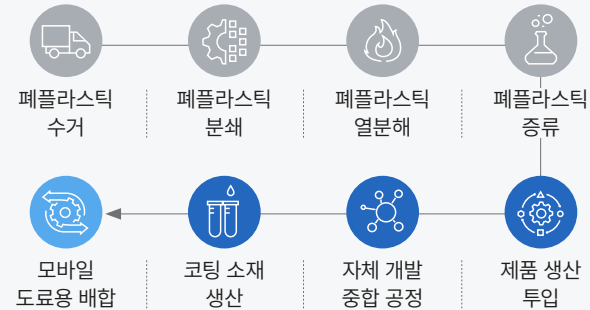 폐플라스틱
수거
폐플라스틱
분쇄
폐플라스틱
열분해
폐플라스틱
증류
모바일
도료용 배합
코팅 소재
생산
자체 개발
중합 공정
제품 생산
투입